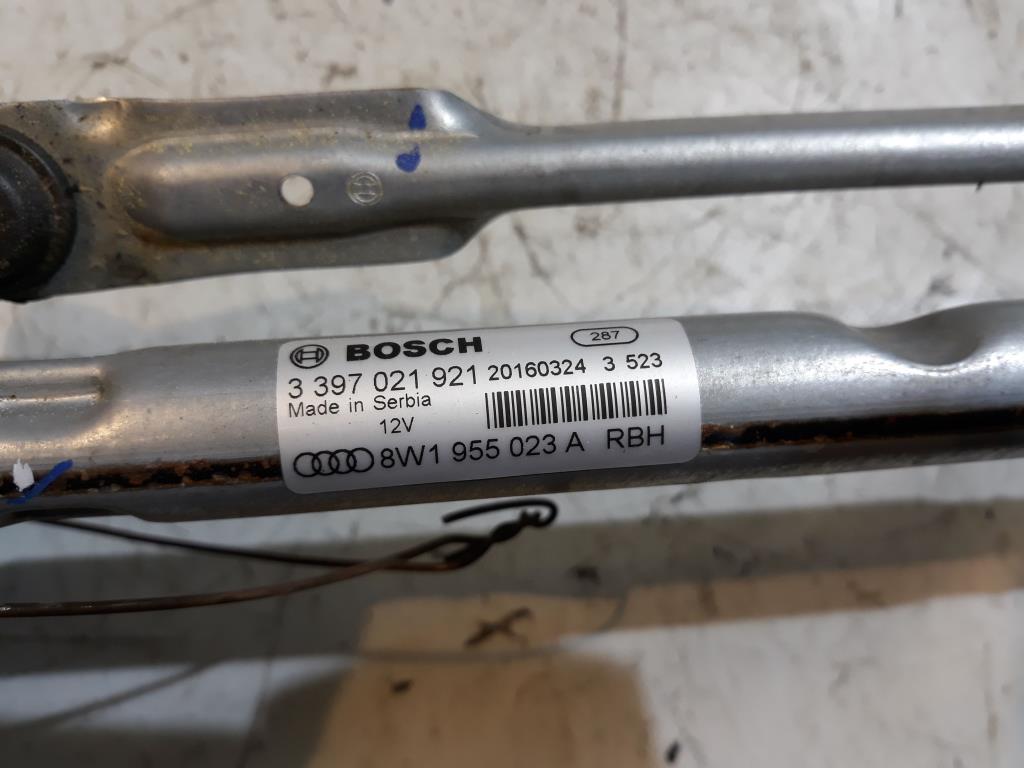 BOSCH 287
3 397 021 921 20160324 3 523
Made in Serbia
12V
8W1 955 023 A RBH